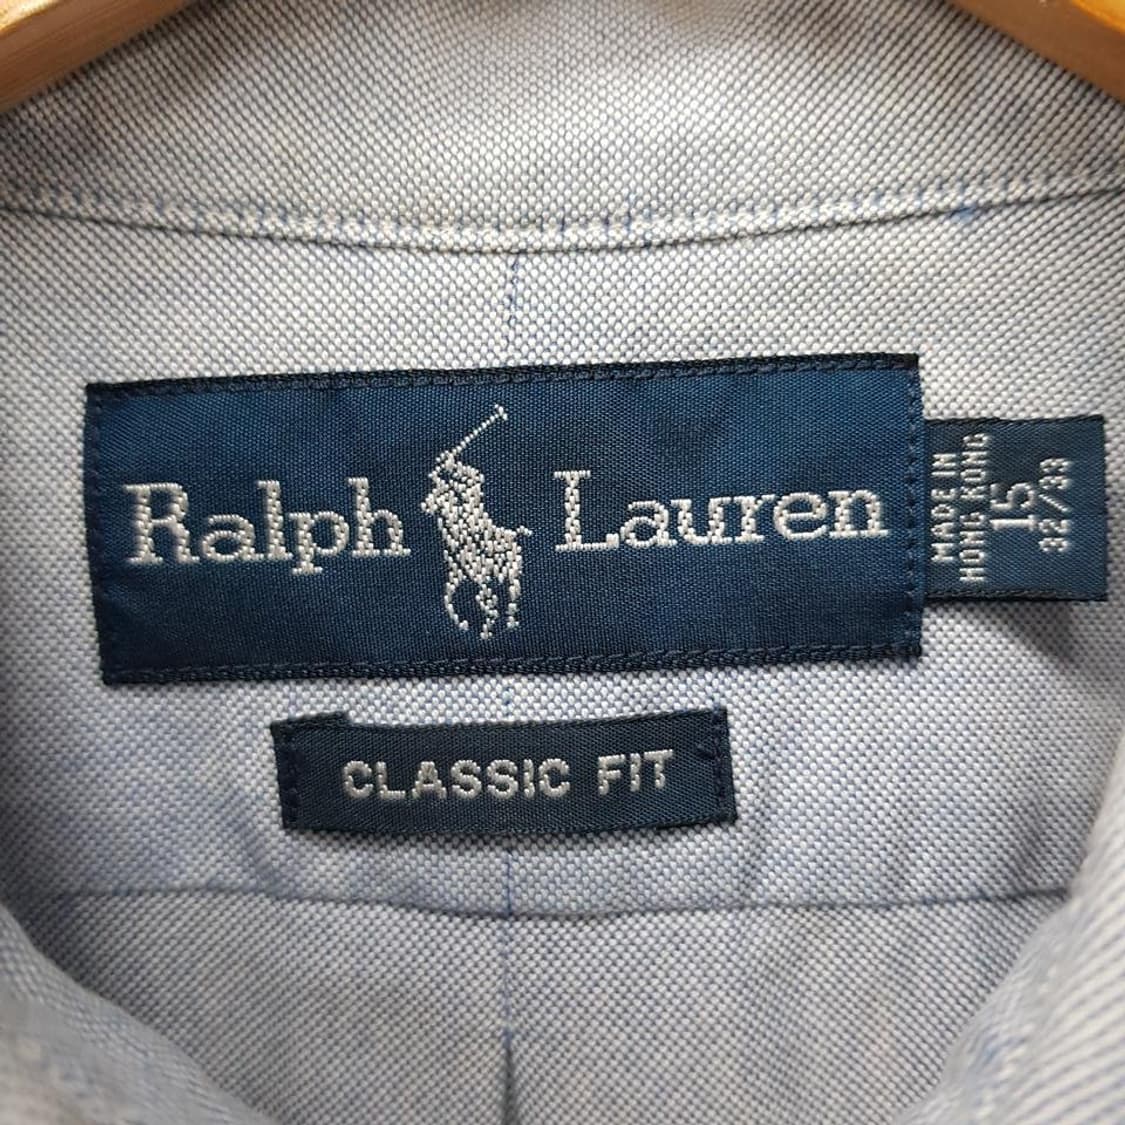 Ralph Lauren
MADE IN
HONG KONG
15
32/33
CLASSIC FIT